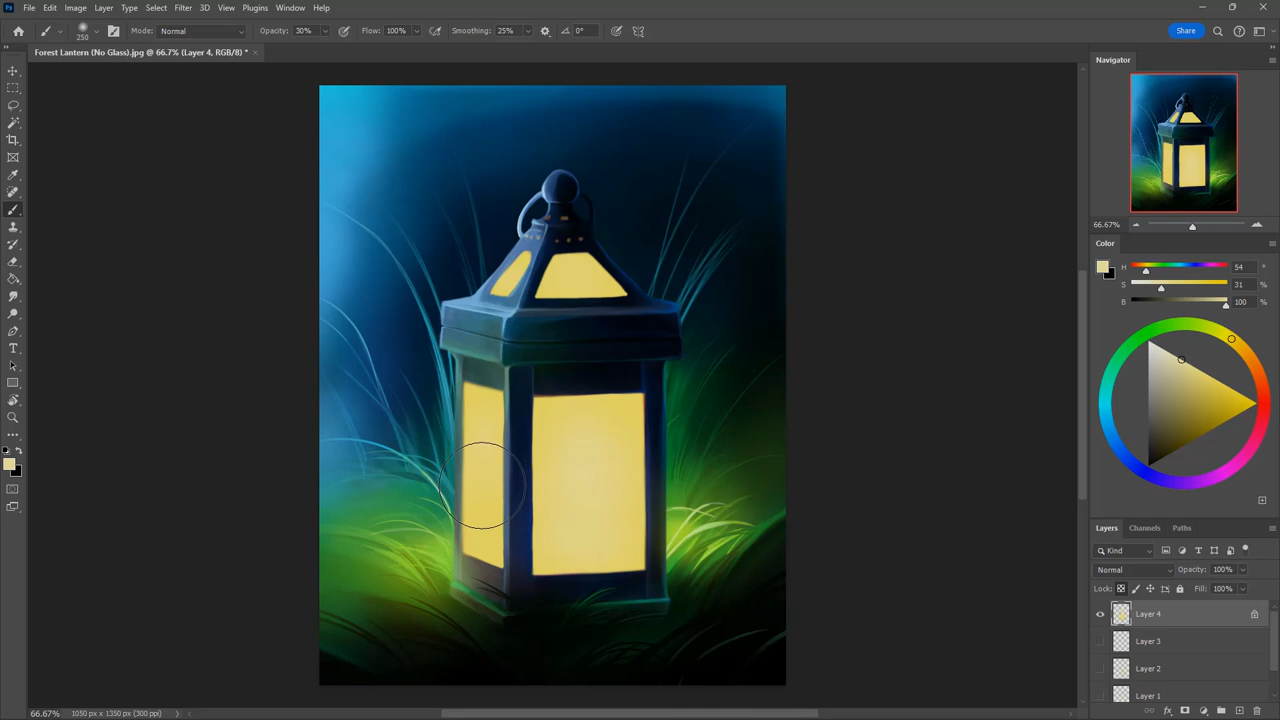 Ps File Edit Image Layer Type Select Filter 3D View Plugins Window Help
250 Mode: Normal Opacity: 30% Flow: 100% Smoothing: 25% 0° Share
Forest Lantern (No Glass).jpg @ 66.7% (Layer 4, RGB/8) * ×
Navigator
66.67%
Color
H 54 °
S 31 %
B 100 %
Layers Channels Paths
Kind
Normal Opacity: 100%
Lock: Fill: 100%
Layer 4
Layer 3
Layer 2
Layer 1
66.67% 1050 px x 1350 px (300 ppi)